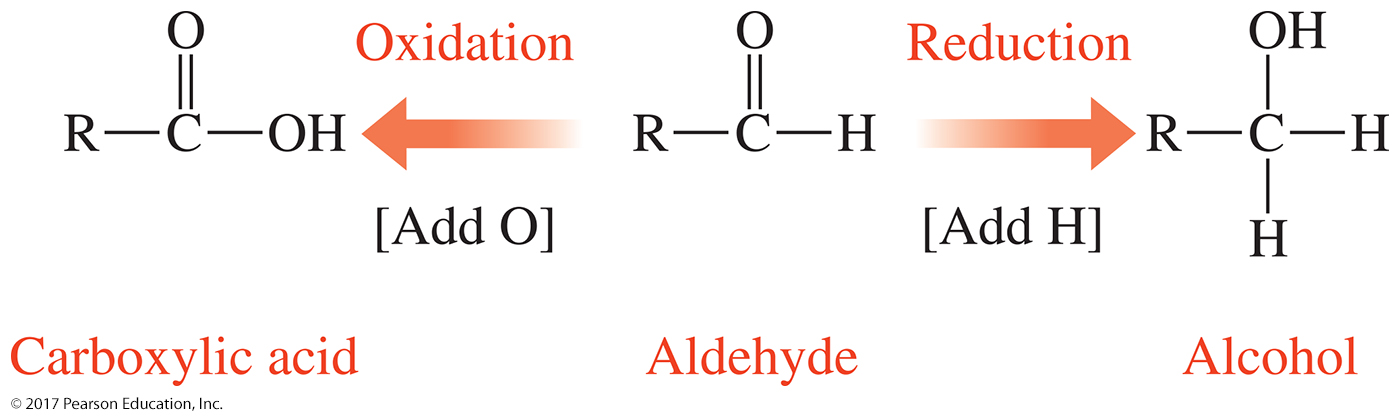 O Oxidation O Reduction OH
R—C—OH R—C—H R—C—H
[Add O] [Add H] H
Carboxylic acid Aldehyde Alcohol
© 2017 Pearson Education, Inc.